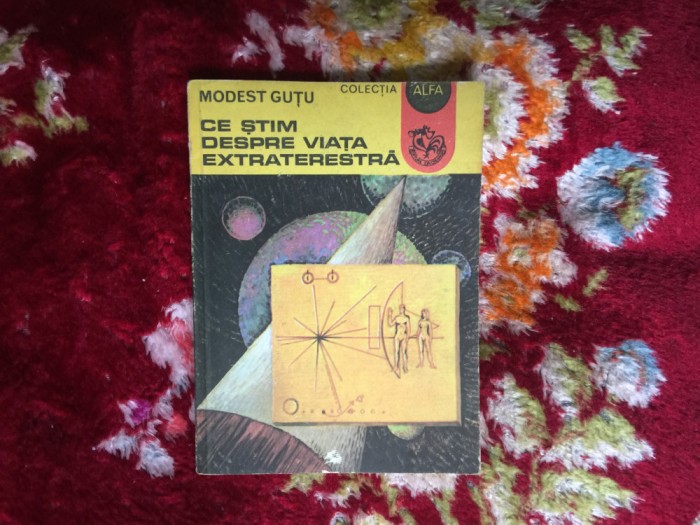 MODEST GUȚU
COLECȚIA
ALFA
CE ȘTIM
DESPRE VIAȚA
EXTRATERESTRĂ